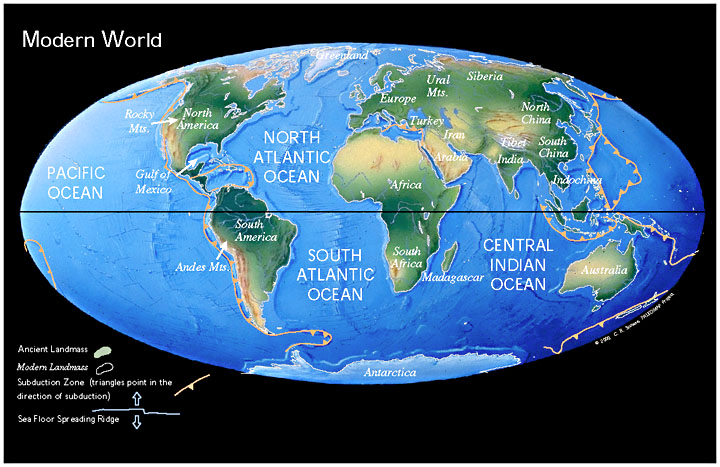 Modern World
Greenland
Siberia
Ural
Mts.
Europe
Rocky
Mts.
North
America
North
China
Turkey
Iran
Tibet
South
China
NORTH
ATLANTIC
OCEAN
Arabia
India
PACIFIC
OCEAN
Gulf of
Mexico
Africa
Indochina
South
America
Andes Mts.
SOUTH
ATLANTIC
OCEAN
South
Africa
Madagascar
CENTRAL
INDIAN
OCEAN
Australia
Antarctica
Ancient Landmass
Modern Landmass
Subduction Zone (triangles point in the
direction of subduction)
Sea Floor Spreading Ridge